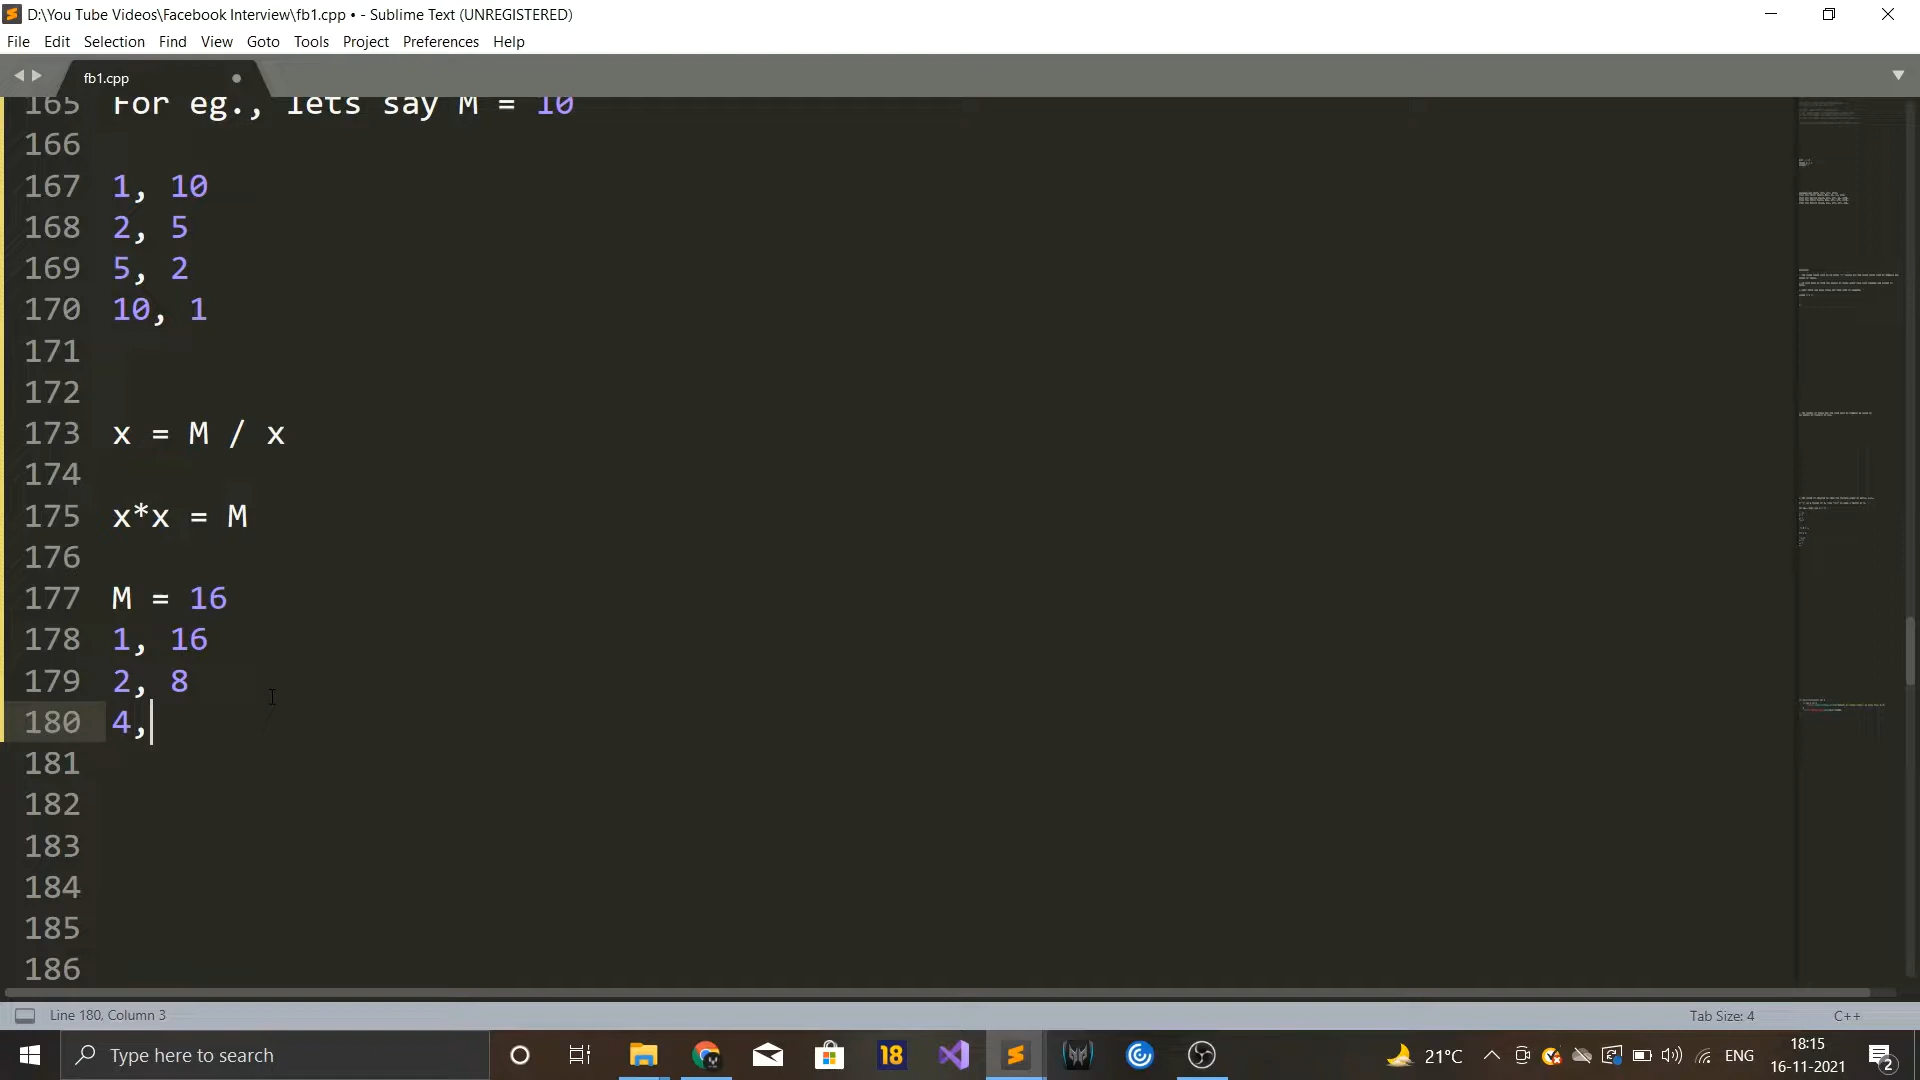 D:\You Tube Videos\Facebook Interview\fb1.cpp • - Sublime Text (UNREGISTERED)
File Edit Selection Find View Goto Tools Project Preferences Help
fb1.cpp
165 For eg., lets say M = 10
166
167 1, 10
168 2, 5
169 5, 2
170 10, 1
171
172
173 x = M / x
174
175 x*x = M
176
177 M = 16
178 1, 16
179 2, 8
180 4,
181
182
183
184
185
186
Line 180, Column 3
Tab Size: 4
C++
Type here to search
18
21°C
ENG
18:15
16-11-2021
2